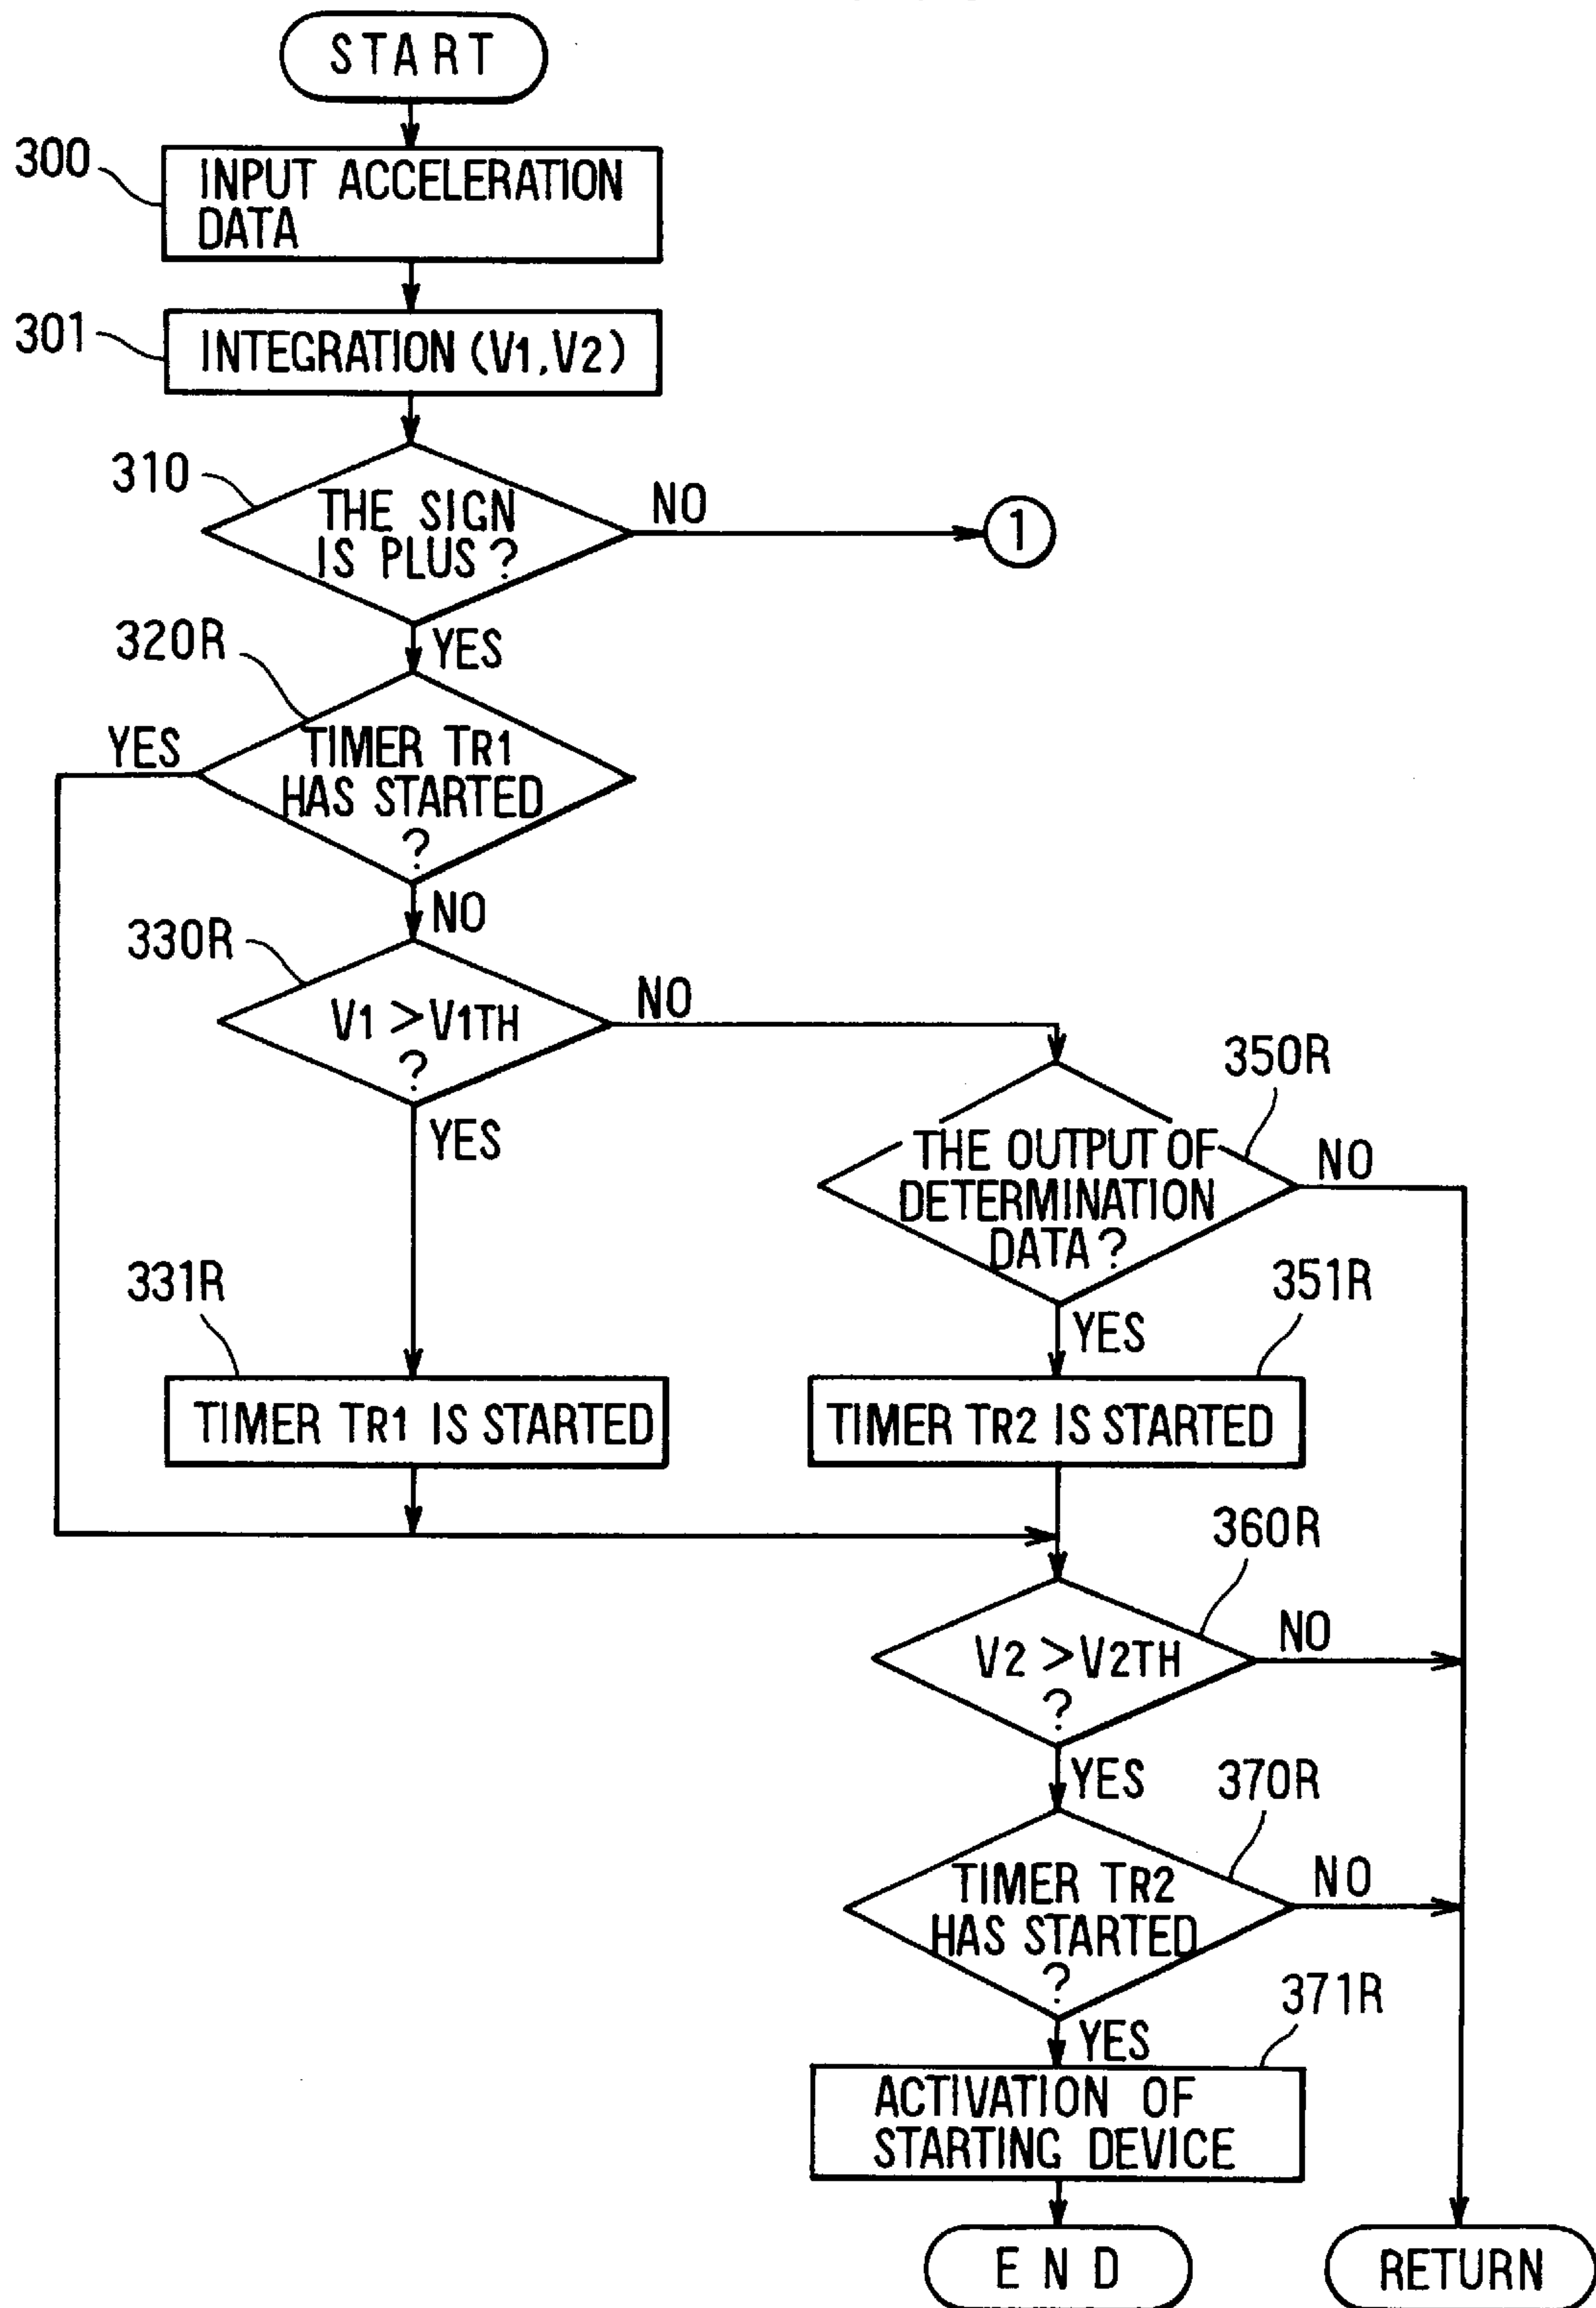 START
300
INPUT ACCELERATION
DATA
301
INTEGRATION (V1,V2)
310
THE SIGN
IS PLUS ?
NO
1
YES
320R
YES
TIMER TR1
HAS STARTED
?
NO
330R
V1 > V1TH
?
NO
YES
350R
THE OUTPUT OF
DETERMINATION
DATA ?
NO
YES
331R
TIMER TR1 IS STARTED
351R
TIMER TR2 IS STARTED
360R
V2 > V2TH
?
NO
YES
370R
TIMER TR2
HAS STARTED
?
NO
YES
371R
ACTIVATION OF
STARTING DEVICE
END
RETURN